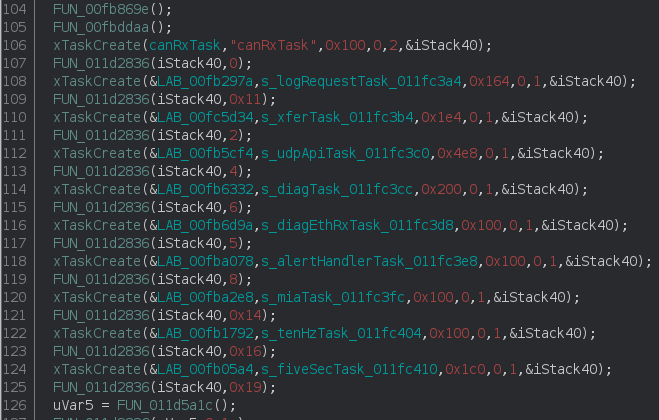 104 FUN_00fb869e();
105 FUN_00fbddaa();
106 xTaskCreate(canRxTask,"canRxTask",0x100,0,2,&iStack40);
107 FUN_011d2836(iStack40,0);
108 xTaskCreate(&LAB_00fb297a,s_logRequestTask_011fc3a4,0x164,0,1,&iStack40);
109 FUN_011d2836(iStack40,0x11);
110 xTaskCreate(&LAB_00fc5d34,s_xferTask_011fc3b4,0x1e4,0,1,&iStack40);
111 FUN_011d2836(iStack40,2);
112 xTaskCreate(&LAB_00fb5cf4,s_udpApiTask_011fc3c0,0x4e8,0,1,&iStack40);
113 FUN_011d2836(iStack40,4);
114 xTaskCreate(&LAB_00fb6332,s_diagTask_011fc3cc,0x200,0,1,&iStack40);
115 FUN_011d2836(iStack40,6);
116 xTaskCreate(&LAB_00fb6d9a,s_diagEthRxTask_011fc3d8,0x100,0,1,&iStack40);
117 FUN_011d2836(iStack40,5);
118 xTaskCreate(&LAB_00fba078,s_alertHandlerTask_011fc3e8,0x100,0,1,&iStack40);
119 FUN_011d2836(iStack40,8);
120 xTaskCreate(&LAB_00fba2e8,s_miaTask_011fc3fc,0x100,0,1,&iStack40);
121 FUN_011d2836(iStack40,0x14);
122 xTaskCreate(&LAB_00fb1792,s_tenHzTask_011fc404,0x100,0,1,&iStack40);
123 FUN_011d2836(iStack40,0x16);
124 xTaskCreate(&LAB_00fb05a4,s_fiveSecTask_011fc410,0x1c0,0,1,&iStack40);
125 FUN_011d2836(iStack40,0x19);
126 uVar5 = FUN_011d5a1c();